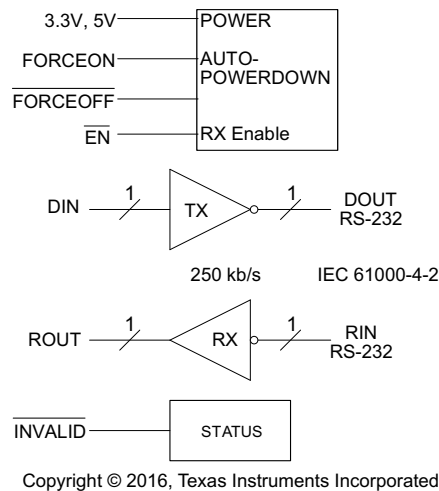 3.3V, 5V
POWER
FORCEON
AUTO-
POWERDOWN
FORCEOFF
EN
RX Enable
DIN
1
TX
1
DOUT
RS-232
250 kb/s
IEC 61000-4-2
ROUT
1
RX
1
RIN
RS-232
INVALID
STATUS
Copyright © 2016, Texas Instruments Incorporated